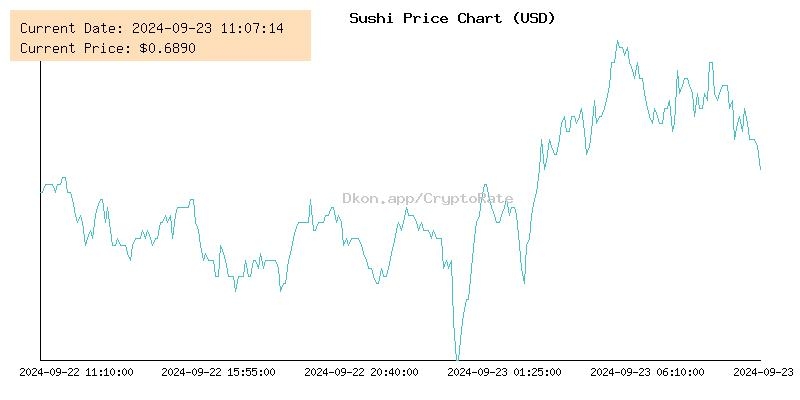 Sushi Price Chart (USD)
Current Date: 2024-09-23 11:07:14
Current Price: $0.6890
Dkon.app/CryptoRate
2024-09-22 11:10:00
2024-09-22 15:55:00
2024-09-22 20:40:00
2024-09-23 01:25:00
2024-09-23 06:10:00
2024-09-23